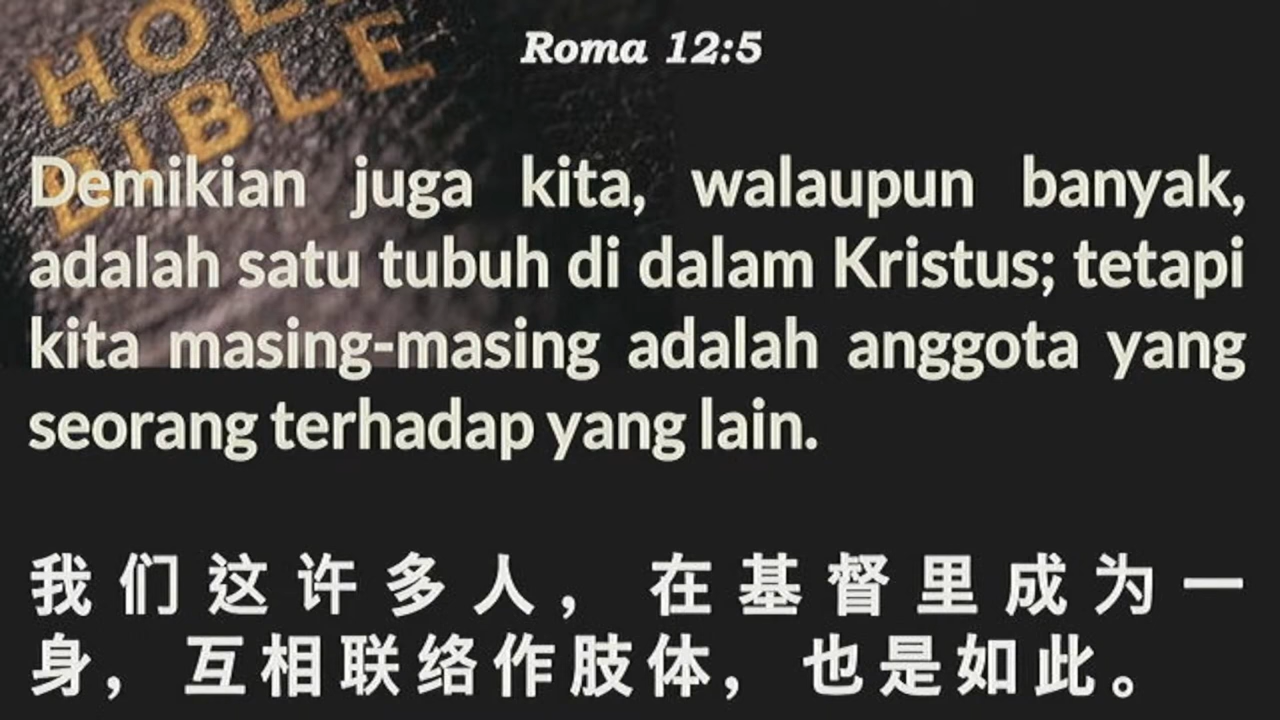 HOLY
BIBLE
Roma 12:5
Demikian juga kita, walaupun banyak,
adalah satu tubuh di dalam Kristus; tetapi
kita masing-masing adalah anggota yang
seorang terhadap yang lain.
我们这许多人，在基督里成为一
身，互相联络作肢体，也是如此。